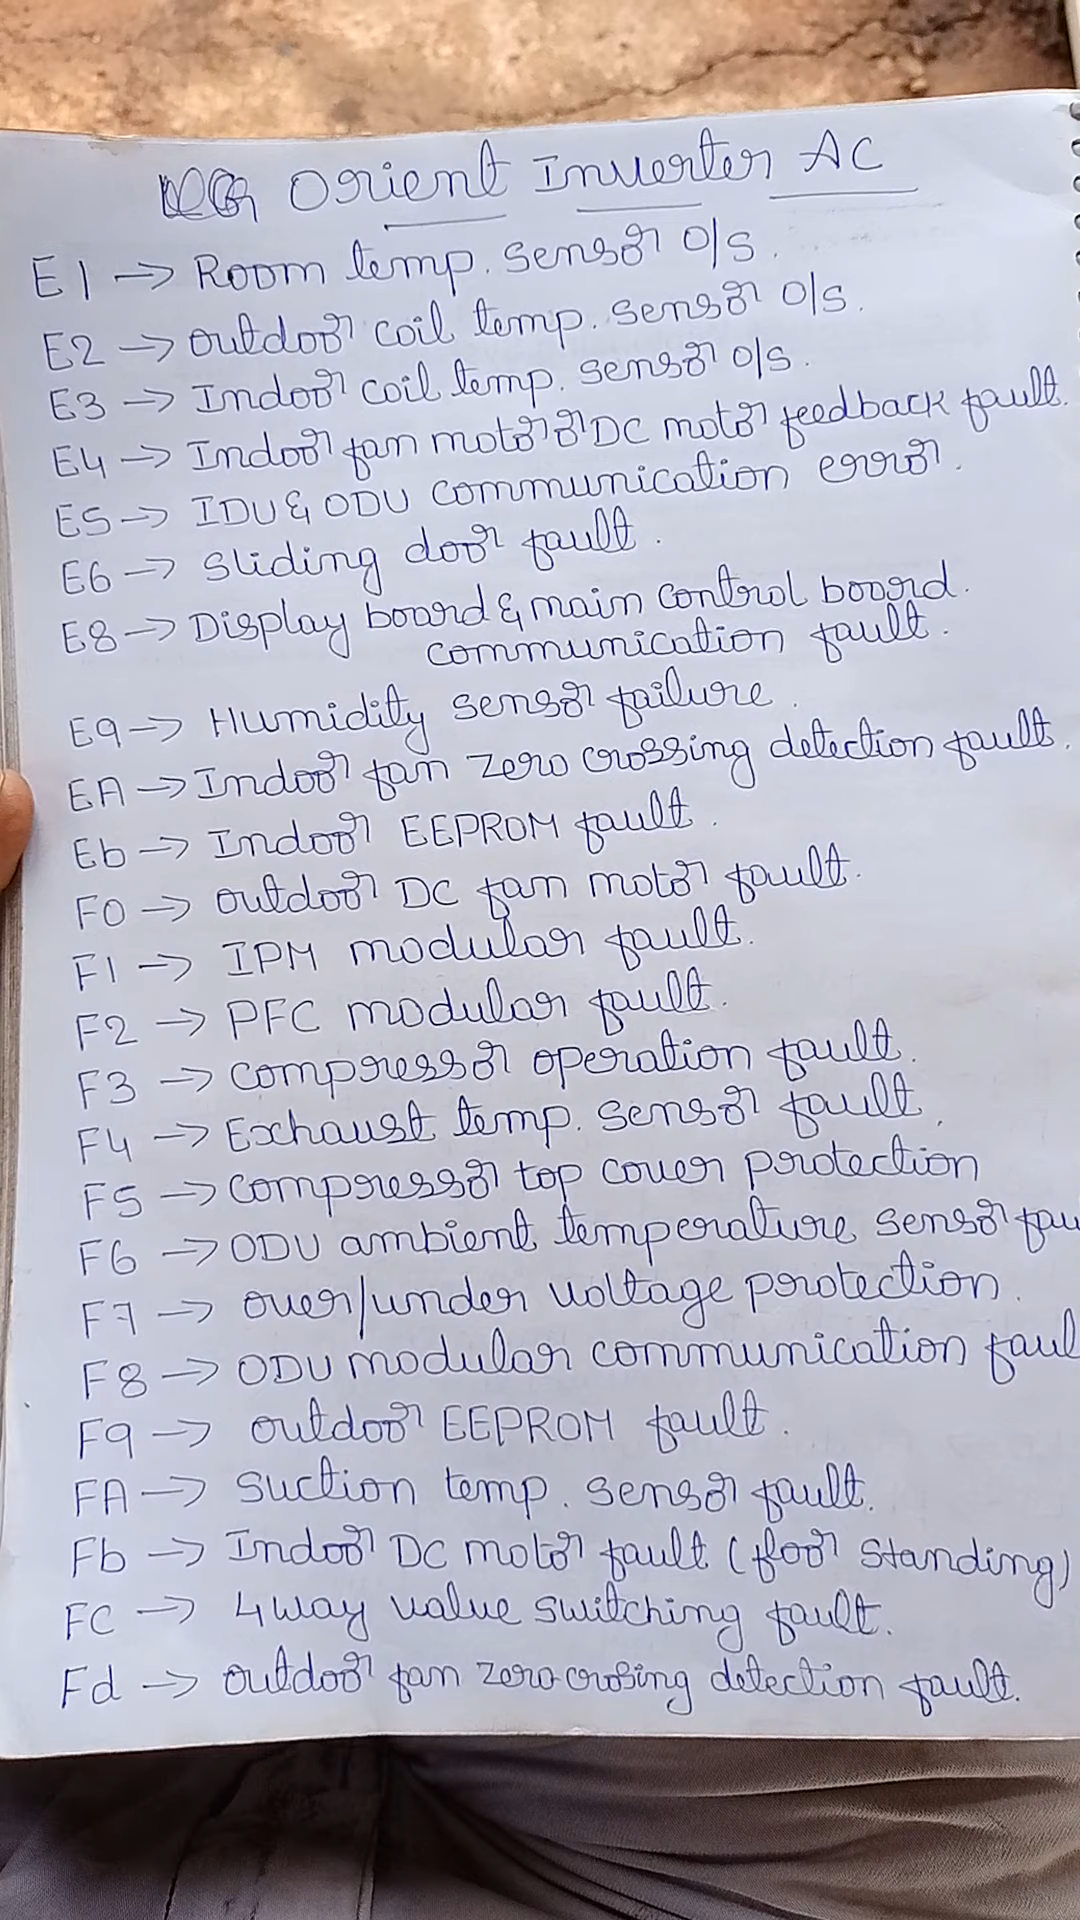 Orient Inverter AC
E1 → Room temp. sensor o/s.
E2 → outdoor coil temp. sensor o/s.
E3 → Indoor coil temp. sensor o/s.
E4 → Indoor fan motor or DC motor feedback fault.
E5 → IDU & ODU communication error.
E6 → Sliding door fault.
E8 → Display board & main control board.
communication fault.
E9 → Humidity sensor failure.
EA → Indoor fan zero crossing detection fault.
Eb → Indoor EEPROM fault.
F0 → outdoor DC fan motor fault.
F1 → IPM modular fault.
F2 → PFC modular fault.
F3 → compressor operation fault.
F4 → Exhaust temp. sensor fault.
F5 → compressor top cover protection
F6 → ODU ambient temperature sensor fau
F7 → over/under voltage protection.
F8 → ODU modular communication faul
F9 → outdoor EEPROM fault.
FA → Suction temp. sensor fault.
Fb → Indoor DC motor fault (floor standing)
FC → 4 way value switching fault.
Fd → outdoor fan zero crosing detection fault.